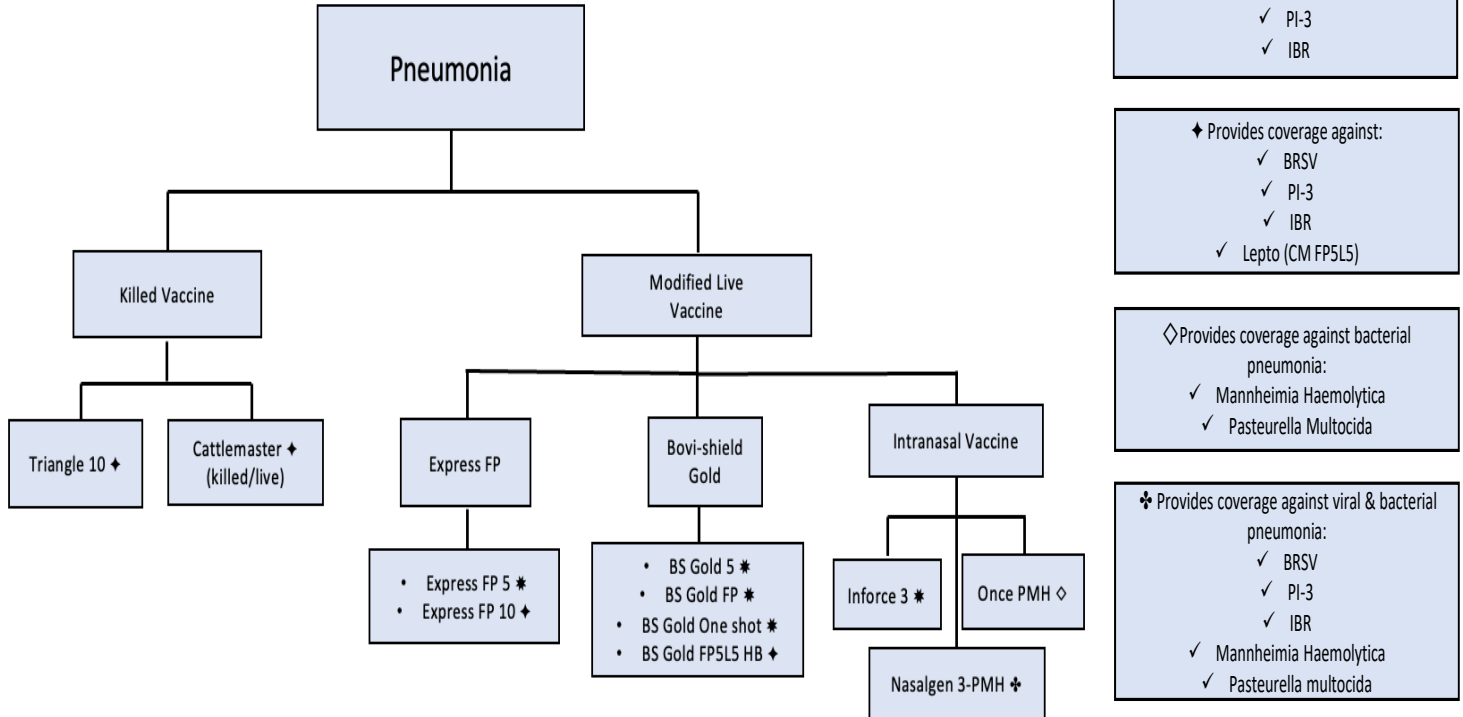 Pneumonia
Killed Vaccine
Modified Live
Vaccine
Triangle 10 ✦
Cattlemaster ✦
(killed/live)
Express FP
Bovi-shield
Gold
Intranasal Vaccine
• Express FP 5 ✷
• Express FP 10 ✦
• BS Gold 5 ✷
• BS Gold FP ✷
• BS Gold One shot ✷
• BS Gold FP5L5 HB ✦
Inforce 3 ✷
Once PMH ◇
Nasalgen 3-PMH ✤
✓ PI-3
✓ IBR
✦ Provides coverage against:
✓ BRSV
✓ PI-3
✓ IBR
✓ Lepto (CM FP5L5)
◇Provides coverage against bacterial
pneumonia:
✓ Mannheimia Haemolytica
✓ Pasteurella Multocida
✤ Provides coverage against viral & bacterial
pneumonia:
✓ BRSV
✓ PI-3
✓ IBR
✓ Mannheimia Haemolytica
✓ Pasteurella multocida